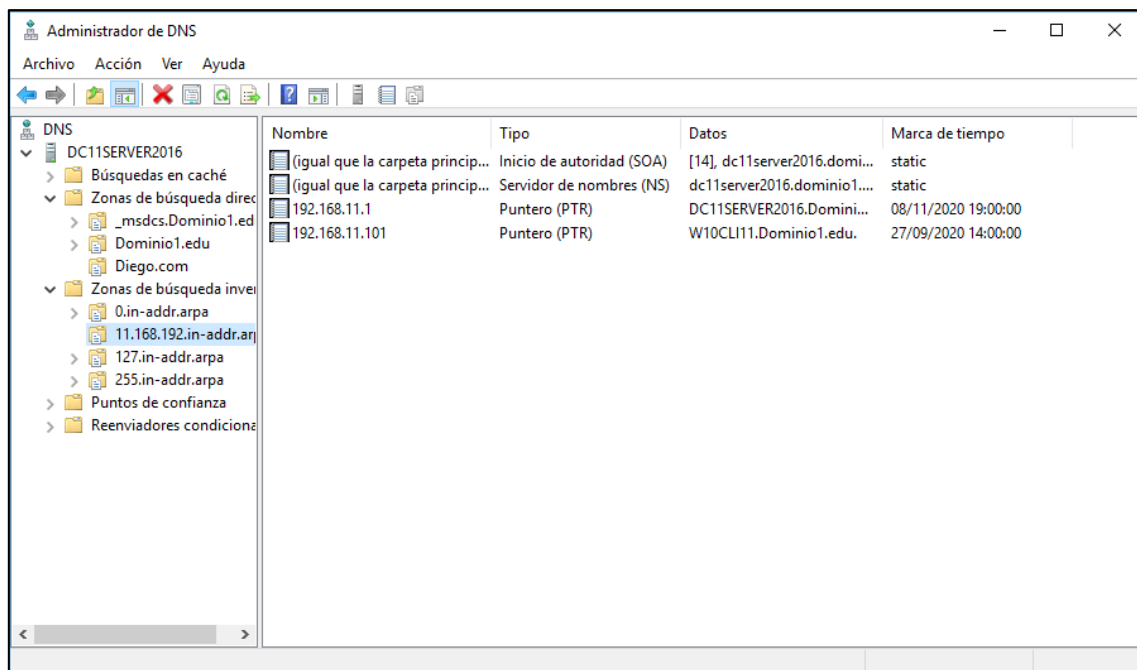 Administrador de DNS
Archivo Acción Ver Ayuda
DNS
DC11SERVER2016
Búsquedas en caché
Zonas de búsqueda direc
_msdcs.Dominio1.ed
Dominio1.edu
Diego.com
Zonas de búsqueda inver
0.in-addr.arpa
11.168.192.in-addr.arp
127.in-addr.arpa
255.in-addr.arpa
Puntos de confianza
Reenviadores condiciona
Nombre Tipo Datos Marca de tiempo
(igual que la carpeta princip... Inicio de autoridad (SOA) [14], dc11server2016.domi... static
(igual que la carpeta princip... Servidor de nombres (NS) dc11server2016.dominio1.... static
192.168.11.1 Puntero (PTR) DC11SERVER2016.Domini... 08/11/2020 19:00:00
192.168.11.101 Puntero (PTR) W10CLI11.Dominio1.edu. 27/09/2020 14:00:00